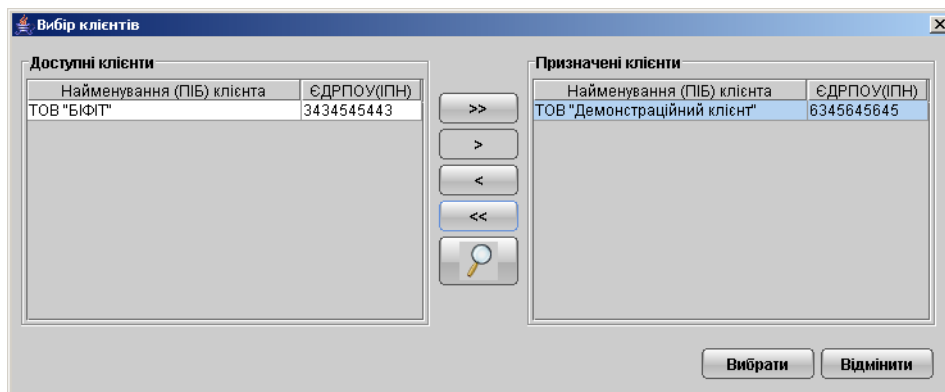 Вибір клієнтів
Доступні клієнти
Найменування (ПІБ) клієнта ЄДРПОУ(ІПН)
ТОВ "БІФІТ" 3434545443
>>
>
<
<<
Призначені клієнти
Найменування (ПІБ) клієнта ЄДРПОУ(ІПН)
ТОВ "Демонстраційний клієнт" 6345645645
Вибрати Відмінити